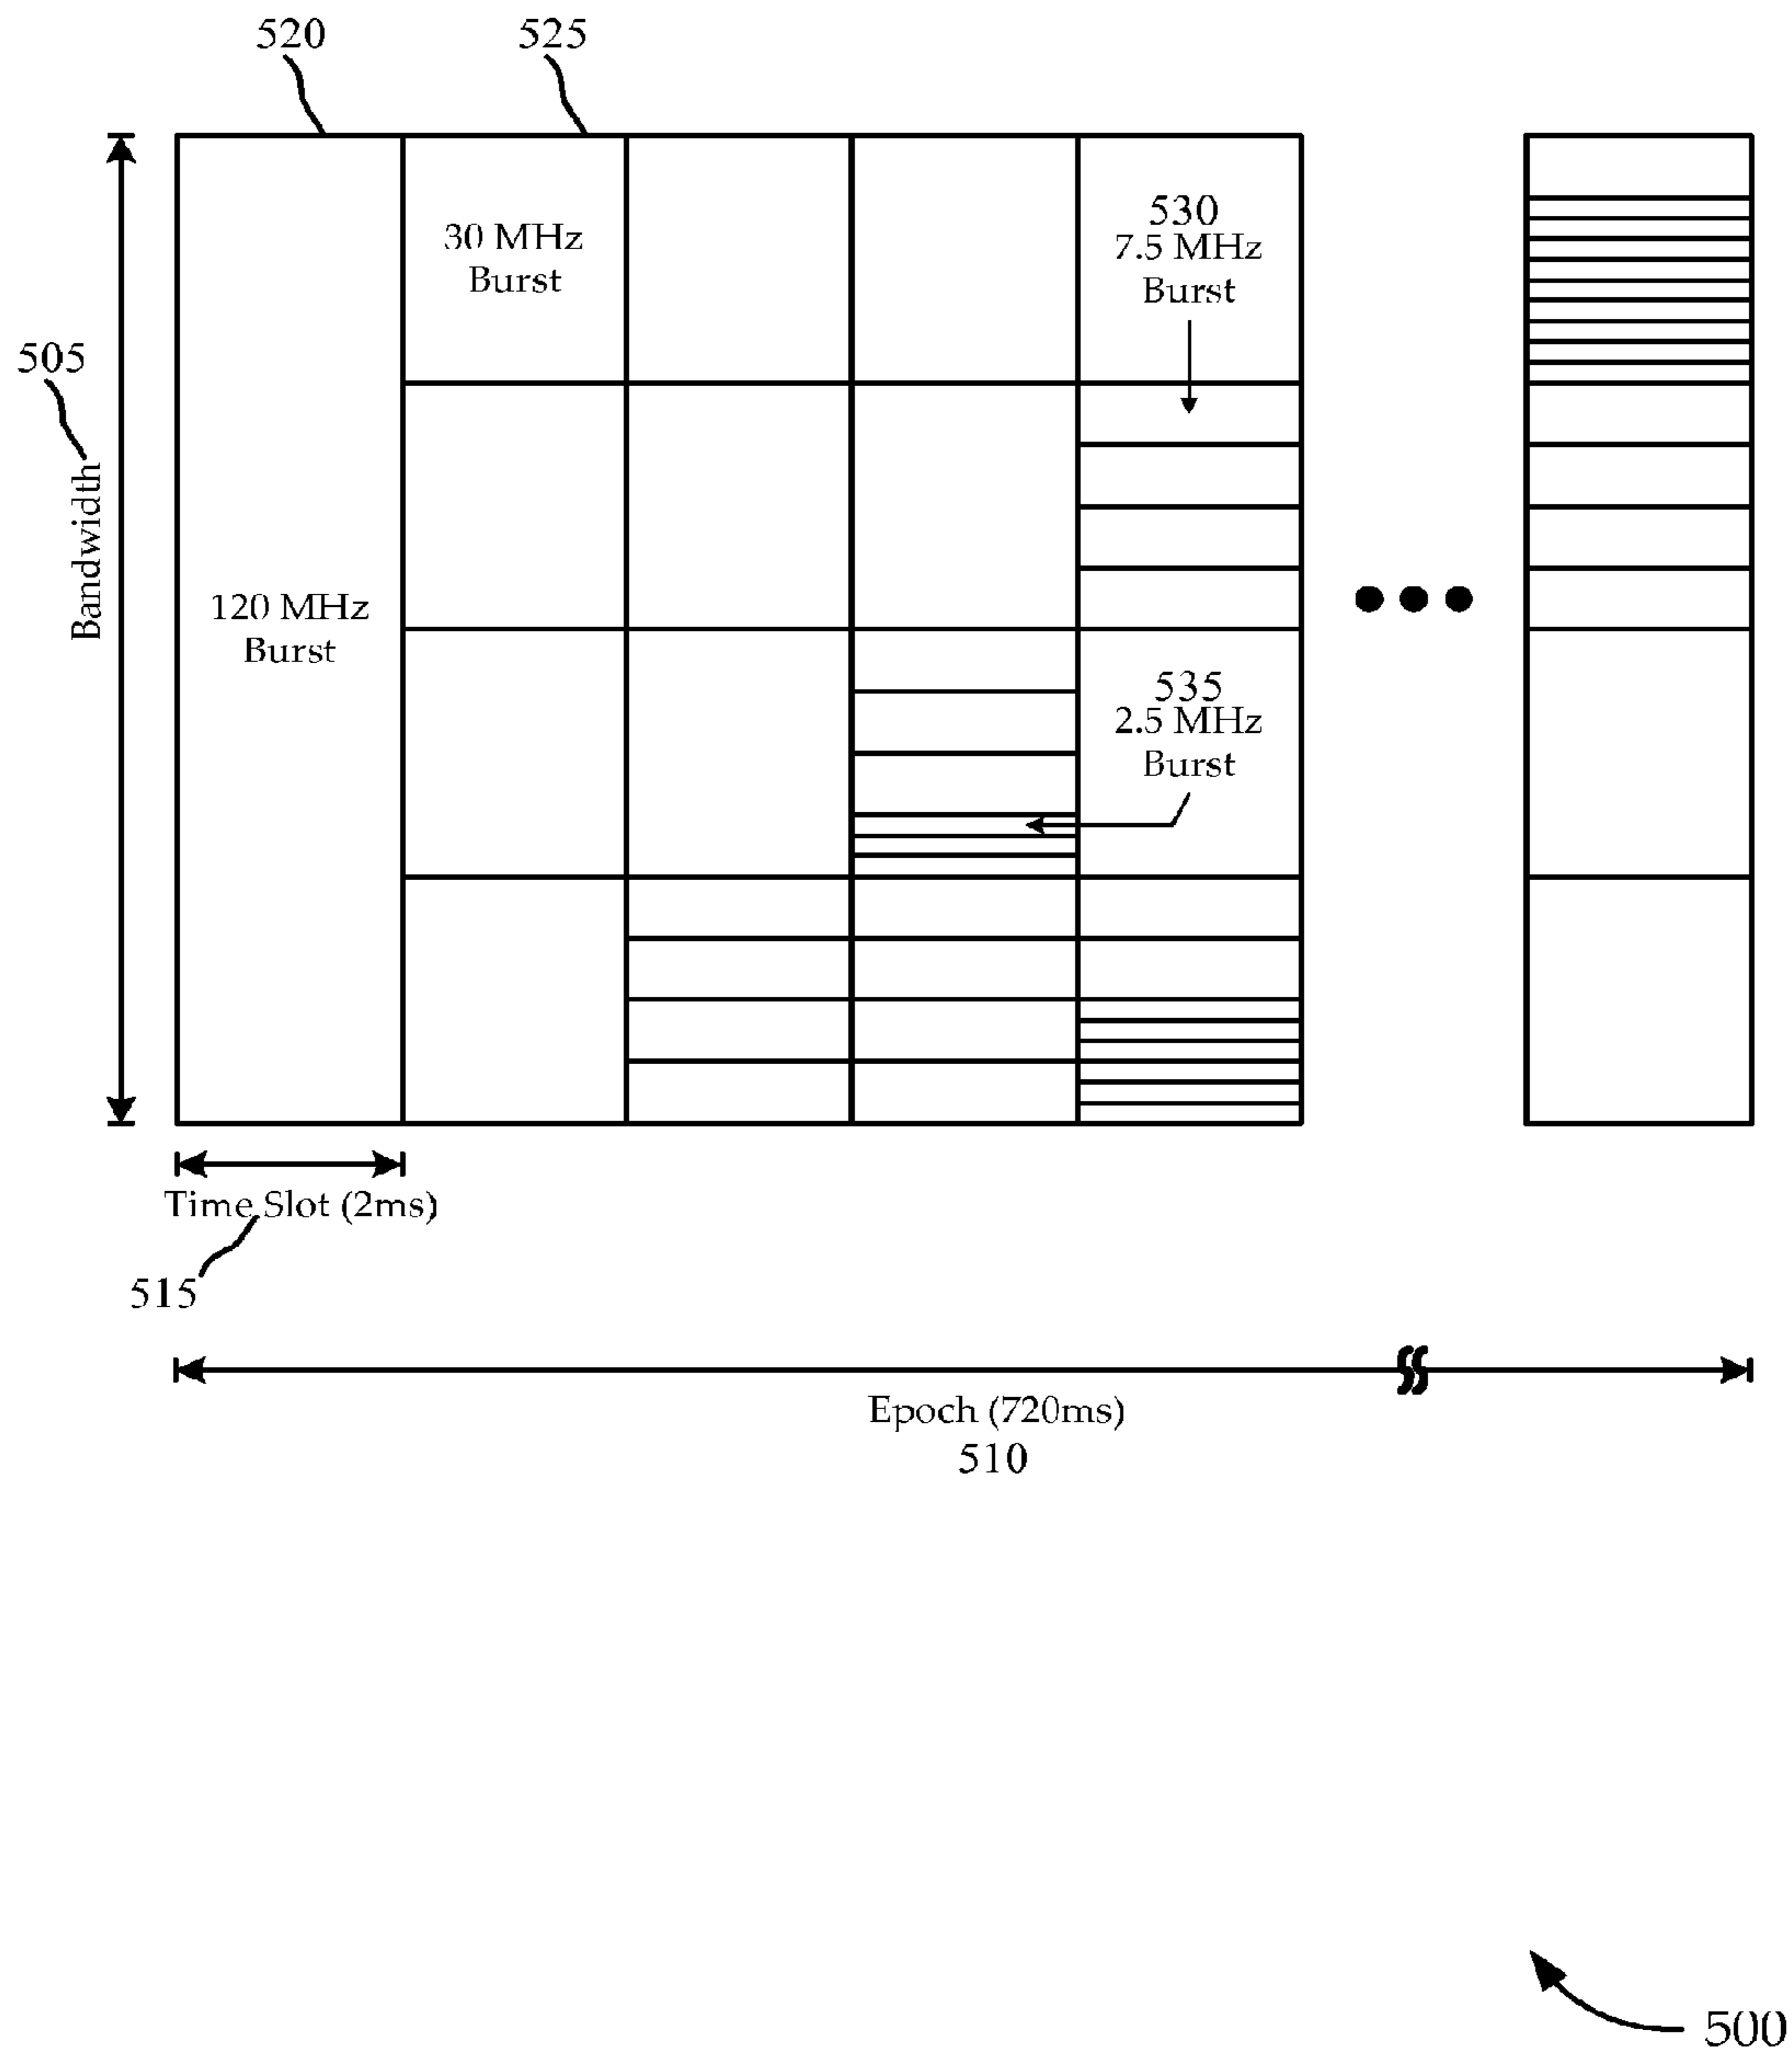 520
525
530
30 MHz
Burst
7.5 MHz
Burst
505
Bandwidth
120 MHz
Burst
535
2.5 MHz
Burst
Time Slot (2ms)
515
Epoch (720ms)
510
500